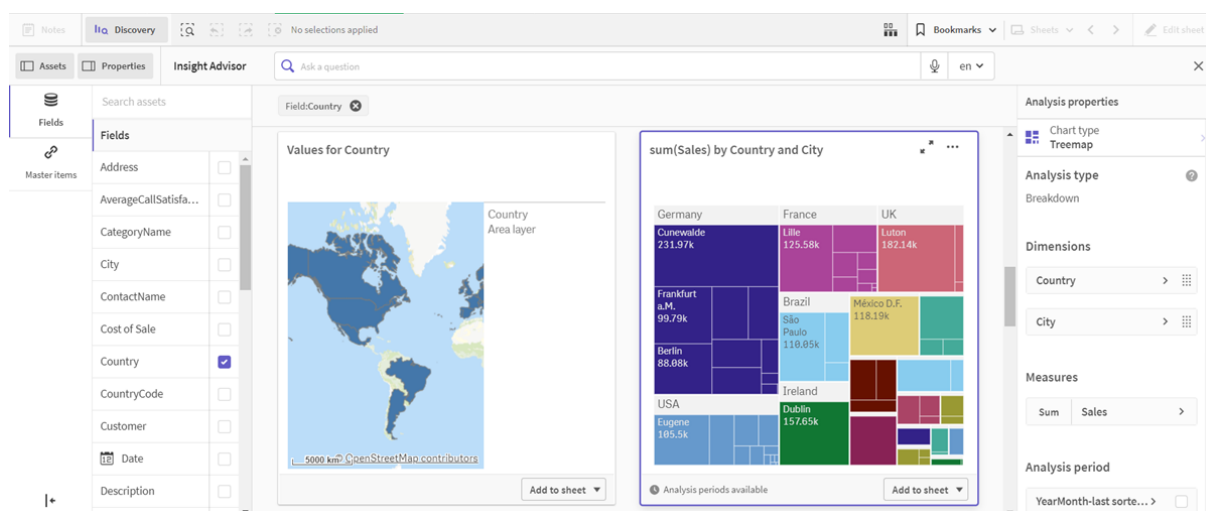 Notes
Discovery
No selections applied
Bookmarks
Sheets
Edit sheet
Assets
Properties
Insight Advisor
Ask a question
en
Fields
Master items
Search assets
Fields
Address
AverageCallSatisfa...
CategoryName
City
ContactName
Cost of Sale
Country
CountryCode
Customer
12
Date
Description
Field:Country
Values for Country
Country
Area layer
5000 km
© OpenStreetMap contributors
Add to sheet
sum(Sales) by Country and City
Germany
Cunewalde
231.97k
Frankfurt
a.M.
99.79k
Berlin
88.08k
USA
Eugene
105.5k
France
Lille
125.58k
UK
Luton
182.14k
Brazil
São
Paulo
110.05k
México D.F.
118.19k
Ireland
Dublin
157.65k
Analysis periods available
Add to sheet
Analysis properties
Chart type
Treemap
Analysis type
?
Breakdown
Dimensions
Country
City
Measures
Sum
Sales
Analysis period
YearMonth-last sorte...